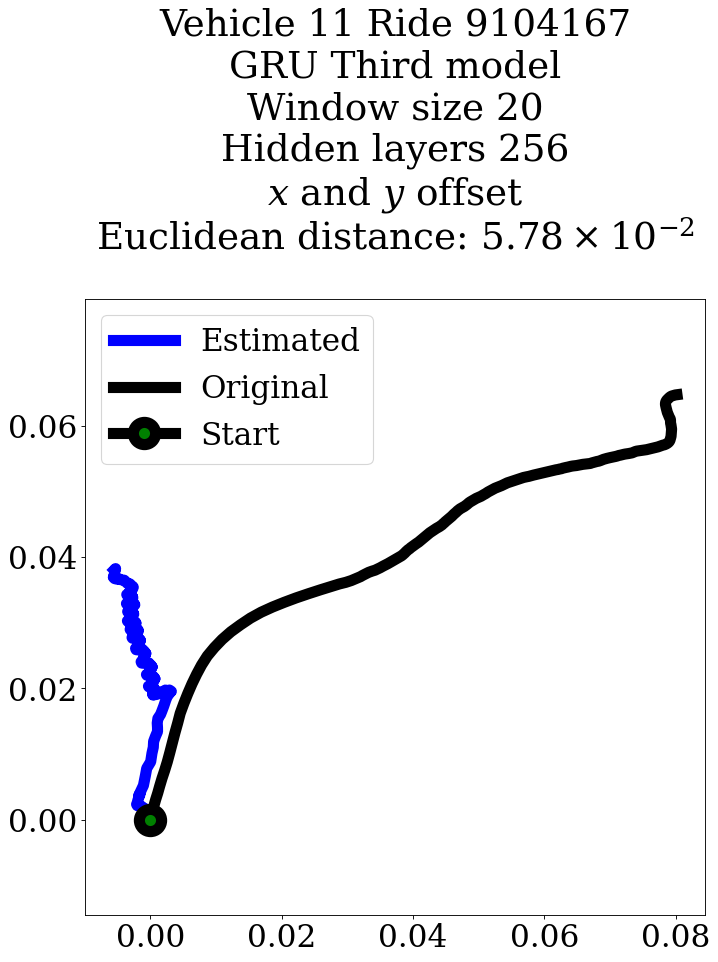 Vehicle 11 Ride 9104167
GRU Third model
Window size 20
Hidden layers 256
x and y offset
Euclidean distance: 5.78 × 10⁻²
Estimated
Original
Start
0.06
0.04
0.02
0.00
0.00 0.02 0.04 0.06 0.08